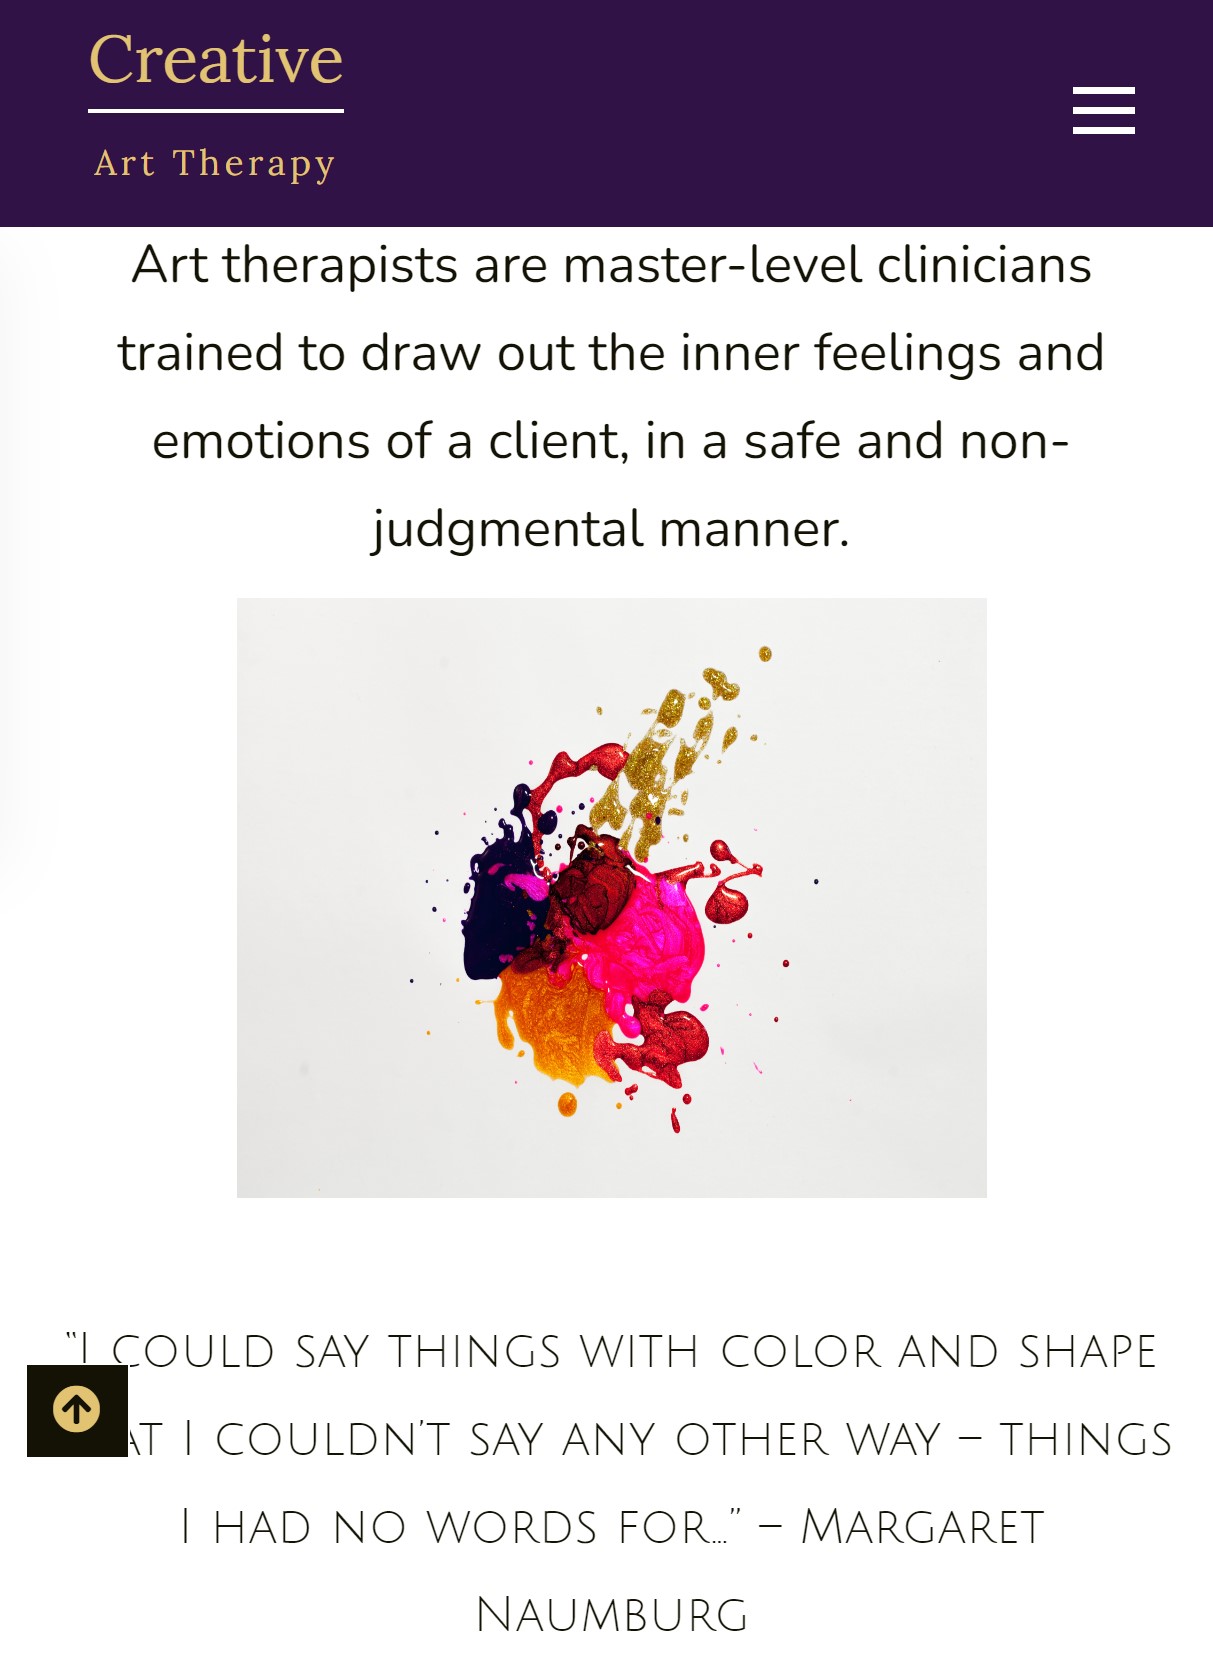 Creative
Art Therapy
Art therapists are master-level clinicians
trained to draw out the inner feelings and
emotions of a client, in a safe and non-
judgmental manner.
“I could say things with color and shape
I couldn’t say any other way – things
I had no words for...” – Margaret
Naumburg